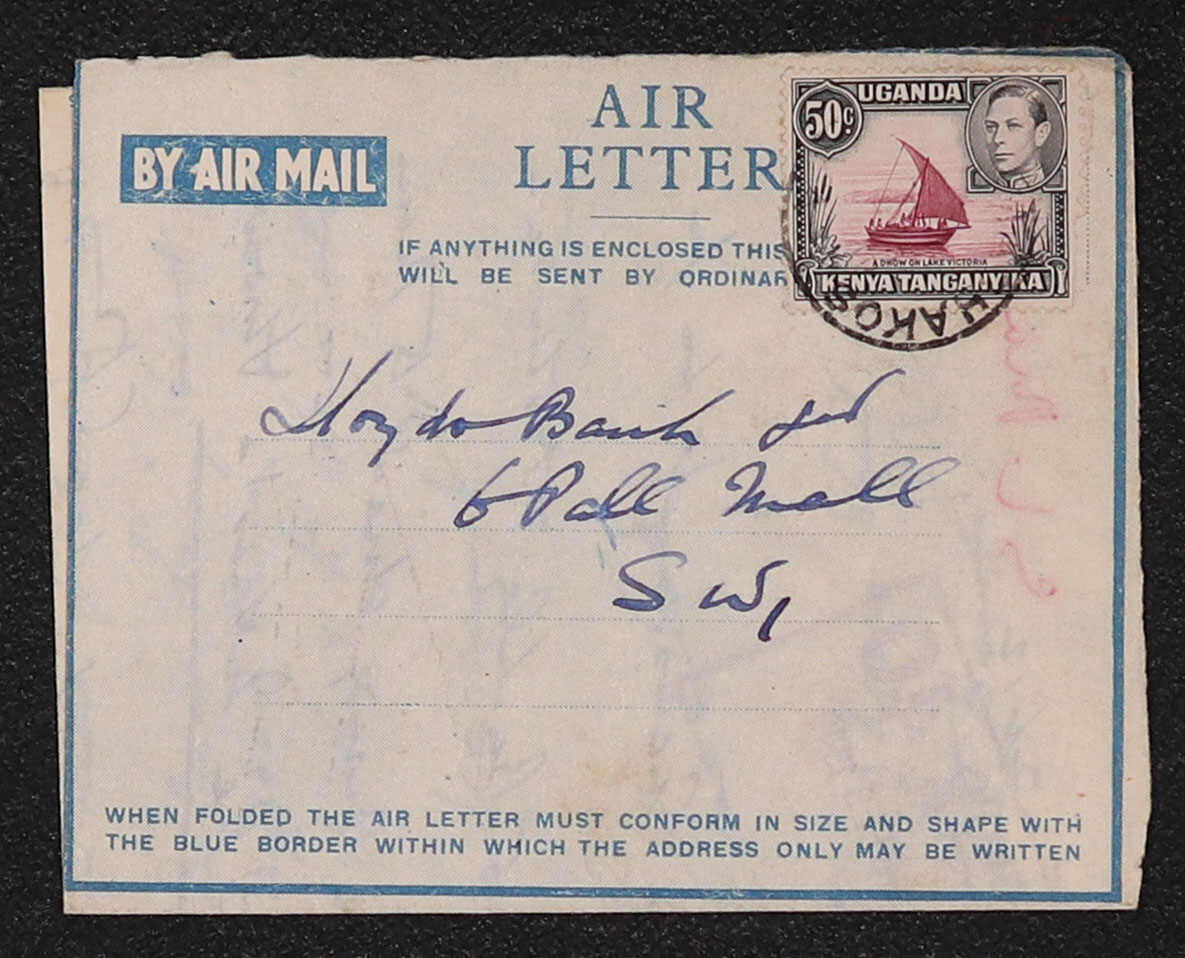 AIR
LETTER
BY AIR MAIL
IF ANYTHING IS ENCLOSED THIS
WILL BE SENT BY ORDINAR
50C.
UGANDA
A DHOW ON LAKE VICTORIA
KENYA TANGANYIKA
HAKOS
Lloyds Bank Ltd
6 Pall Mall
SW1
WHEN FOLDED THE AIR LETTER MUST CONFORM IN SIZE AND SHAPE WITH
THE BLUE BORDER WITHIN WHICH THE ADDRESS ONLY MAY BE WRITTEN